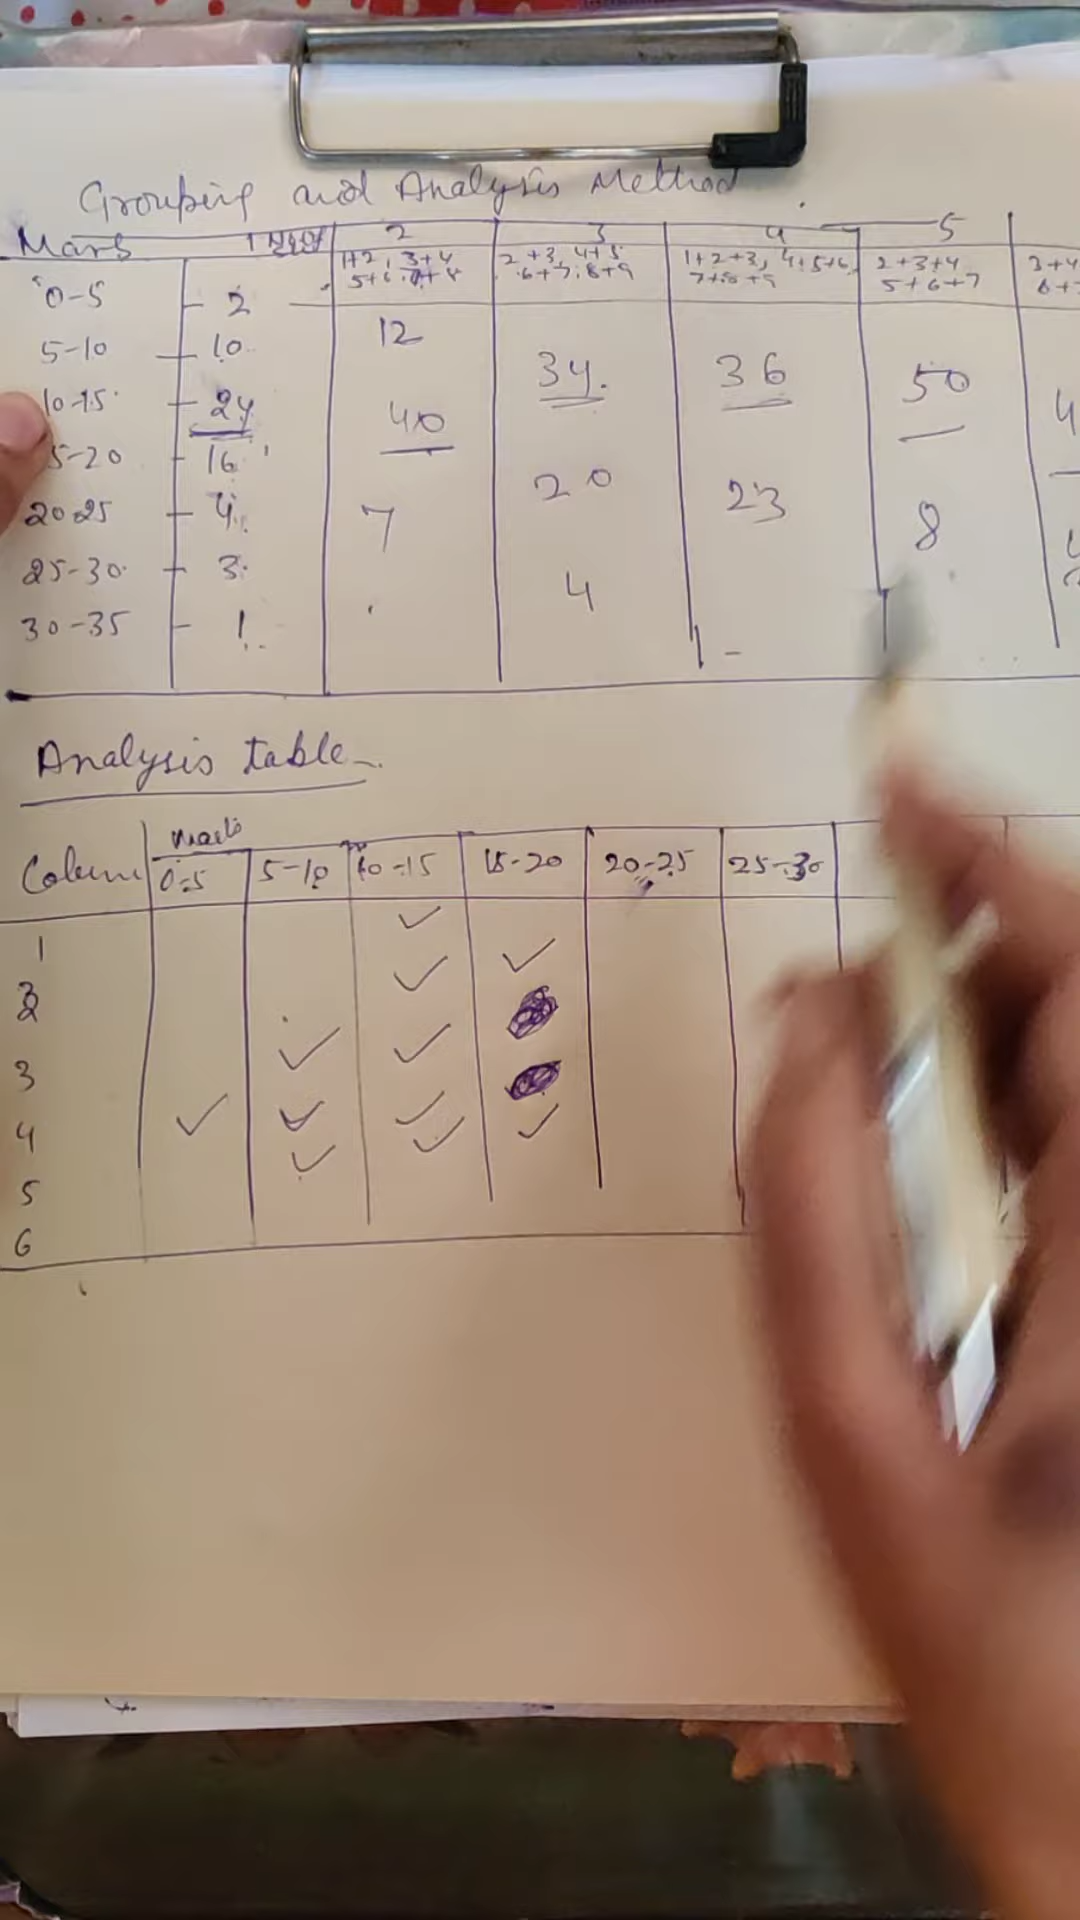 Grouping and Analysis Method
Marks 1 2 3 4 5
1+2, 3+4 2+3, 4+5 1+2+3, 4+5+6 2+3+4 3+4
5+6 6+7, 8+9 7+8+9 5+6+7
0-5 2
5-10 10 12
34 36 50
10-15 24 40
15-20 16
20 23
20-25 4 7 8
25-30 3
4
30-35 1
Analysis table
Marks
Column 0-5 5-10 10-15 15-20 20-25 25-30
1
2
3
4
5
6